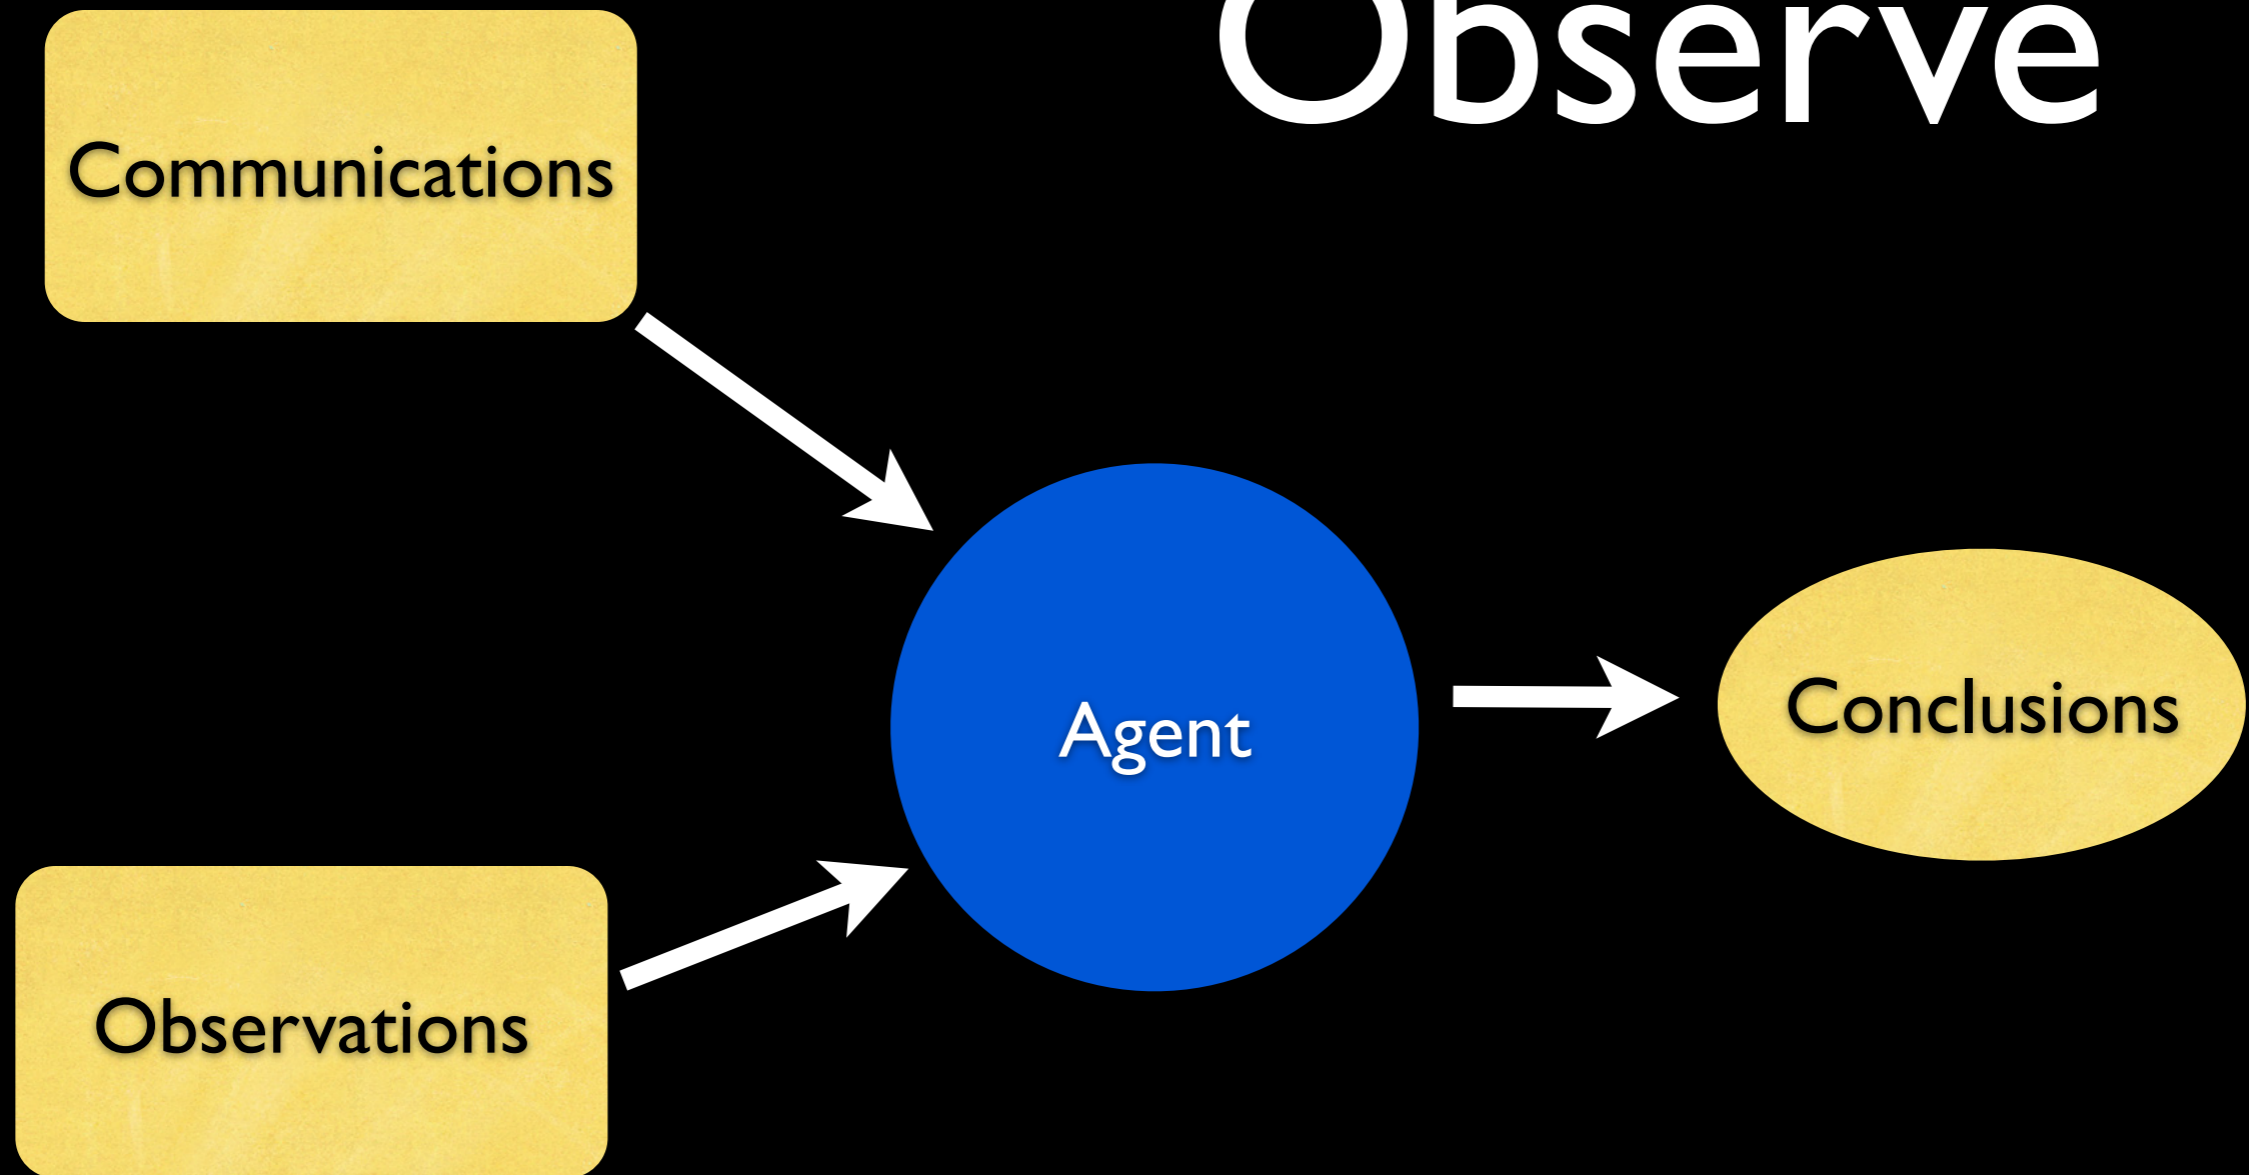 Observe
Communications
Agent
Conclusions
Observations